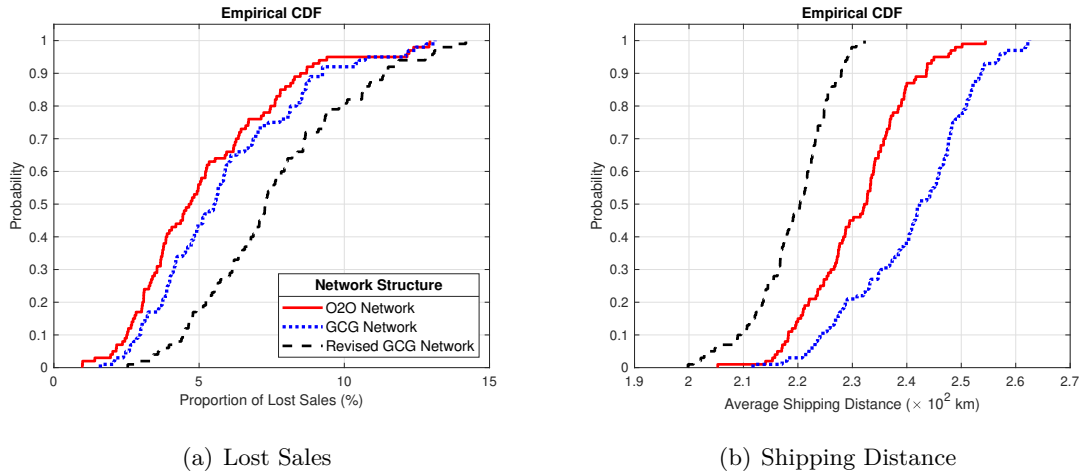 Empirical CDF
1
0.9
0.8
0.7
0.6
0.5
0.4
0.3
0.2
0.1
0
Probability
0 5 10 15
Proportion of Lost Sales (%)
Network Structure
O2O Network
GCG Network
Revised GCG Network
(a) Lost Sales
Empirical CDF
1
0.9
0.8
0.7
0.6
0.5
0.4
0.3
0.2
0.1
0
Probability
1.9 2 2.1 2.2 2.3 2.4 2.5 2.6 2.7
Average Shipping Distance (× 10² km)
(b) Shipping Distance